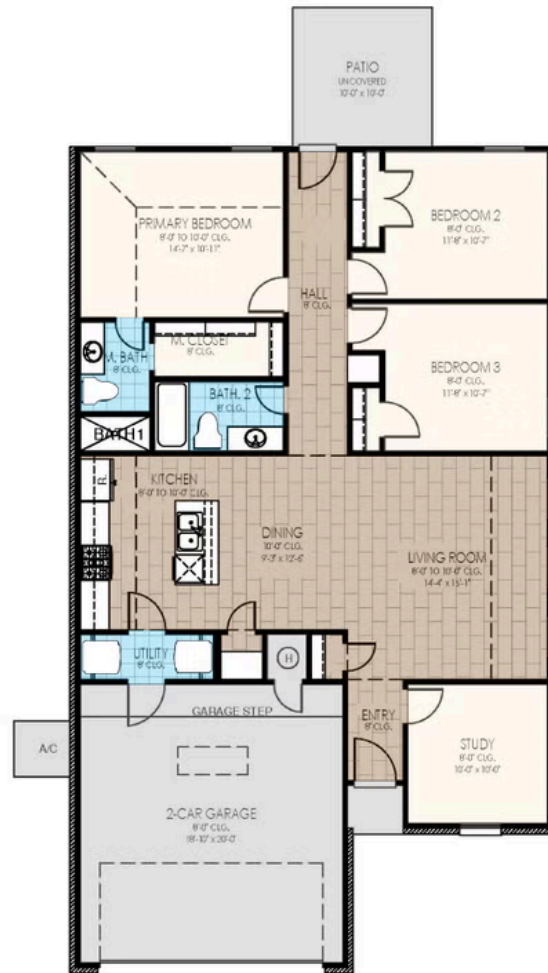 PATIO
UNCOVERED
10'-0" x 10'-0"
PRIMARY BEDROOM
8'-0" TO 10'-0" CLG.
14'-7" x 10'-11"
BEDROOM 2
8'-0" CLG.
11'-8" x 10'-7"
HALL
8' CLG.
M. BATH
8' CLG.
M. CLOSET
8' CLG.
BEDROOM 3
8'-0" CLG.
11'-8" x 10'-7"
BATH. 2
8' CLG.
BATH1
R.
KITCHEN
8'-0" TO 10'-0" CLG.
DINING
10'-0" CLG.
9'-3" x 12'-6"
LIVING ROOM
8'-0" TO 10'-0" CLG.
14'-4" x 15'-1"
UTILITY
8' CLG.
H
GARAGE STEP
ENTRY
8' CLG.
A/C
STUDY
8'-0" CLG.
10'-0" x 10'-0"
2-CAR GARAGE
8'-0" CLG.
18'-10" x 20'-0"